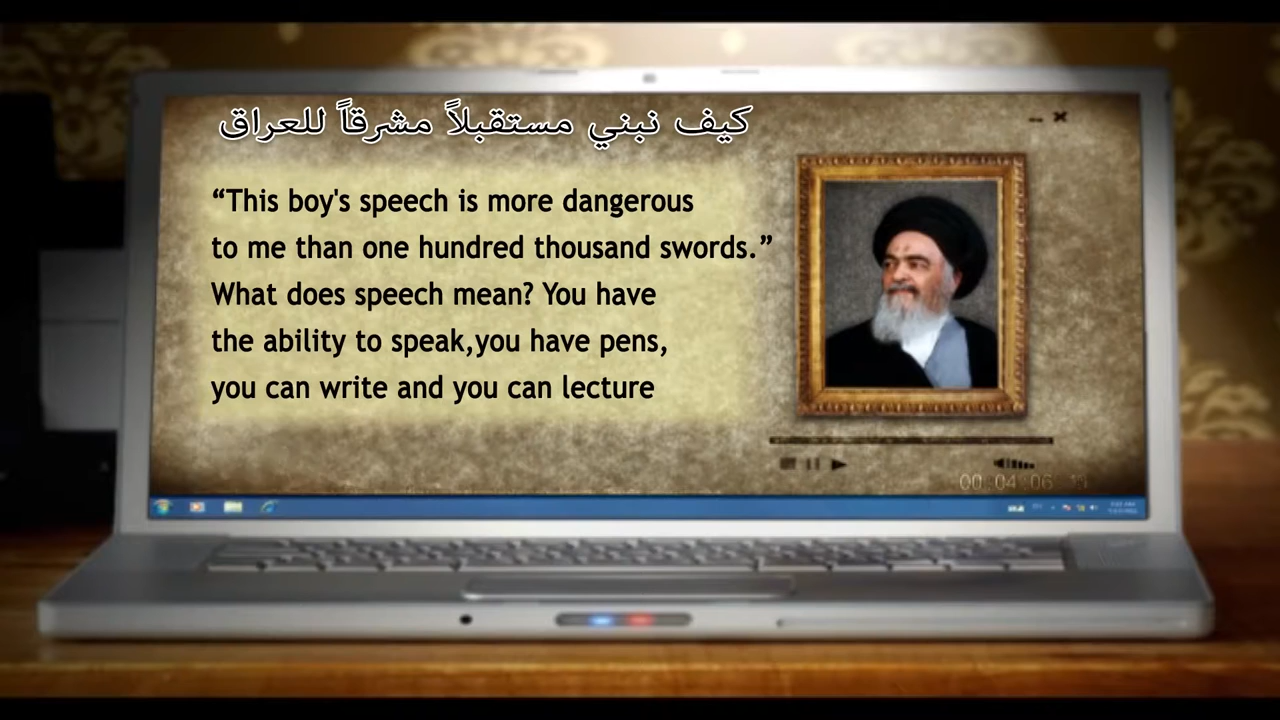 كيف نبني مستقبلاً مشرقاً للعراق
“This boy's speech is more dangerous
to me than one hundred thousand swords.”
What does speech mean? You have
the ability to speak,you have pens,
you can write and you can lecture
00:04:06